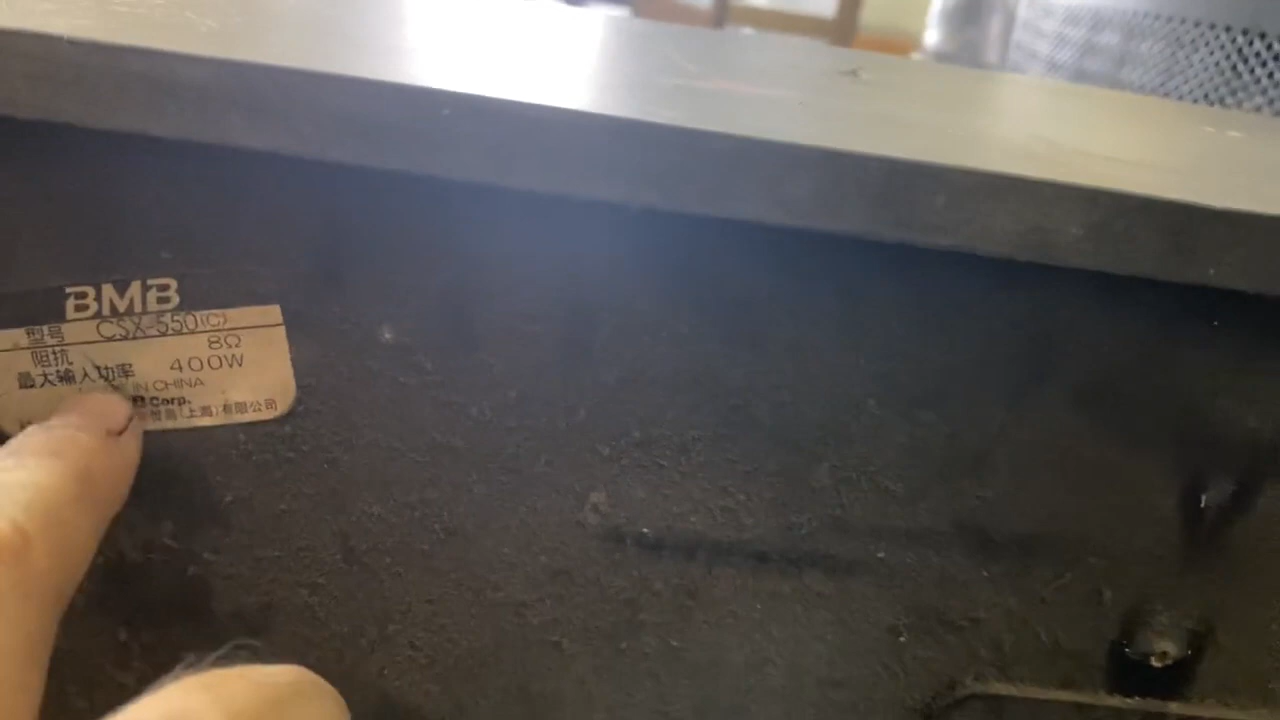 BMB
型号 CSX-550(C)
阻抗 8Ω
最大输入功率 400W
IN CHINA
B Corp.
(上海)有限公司